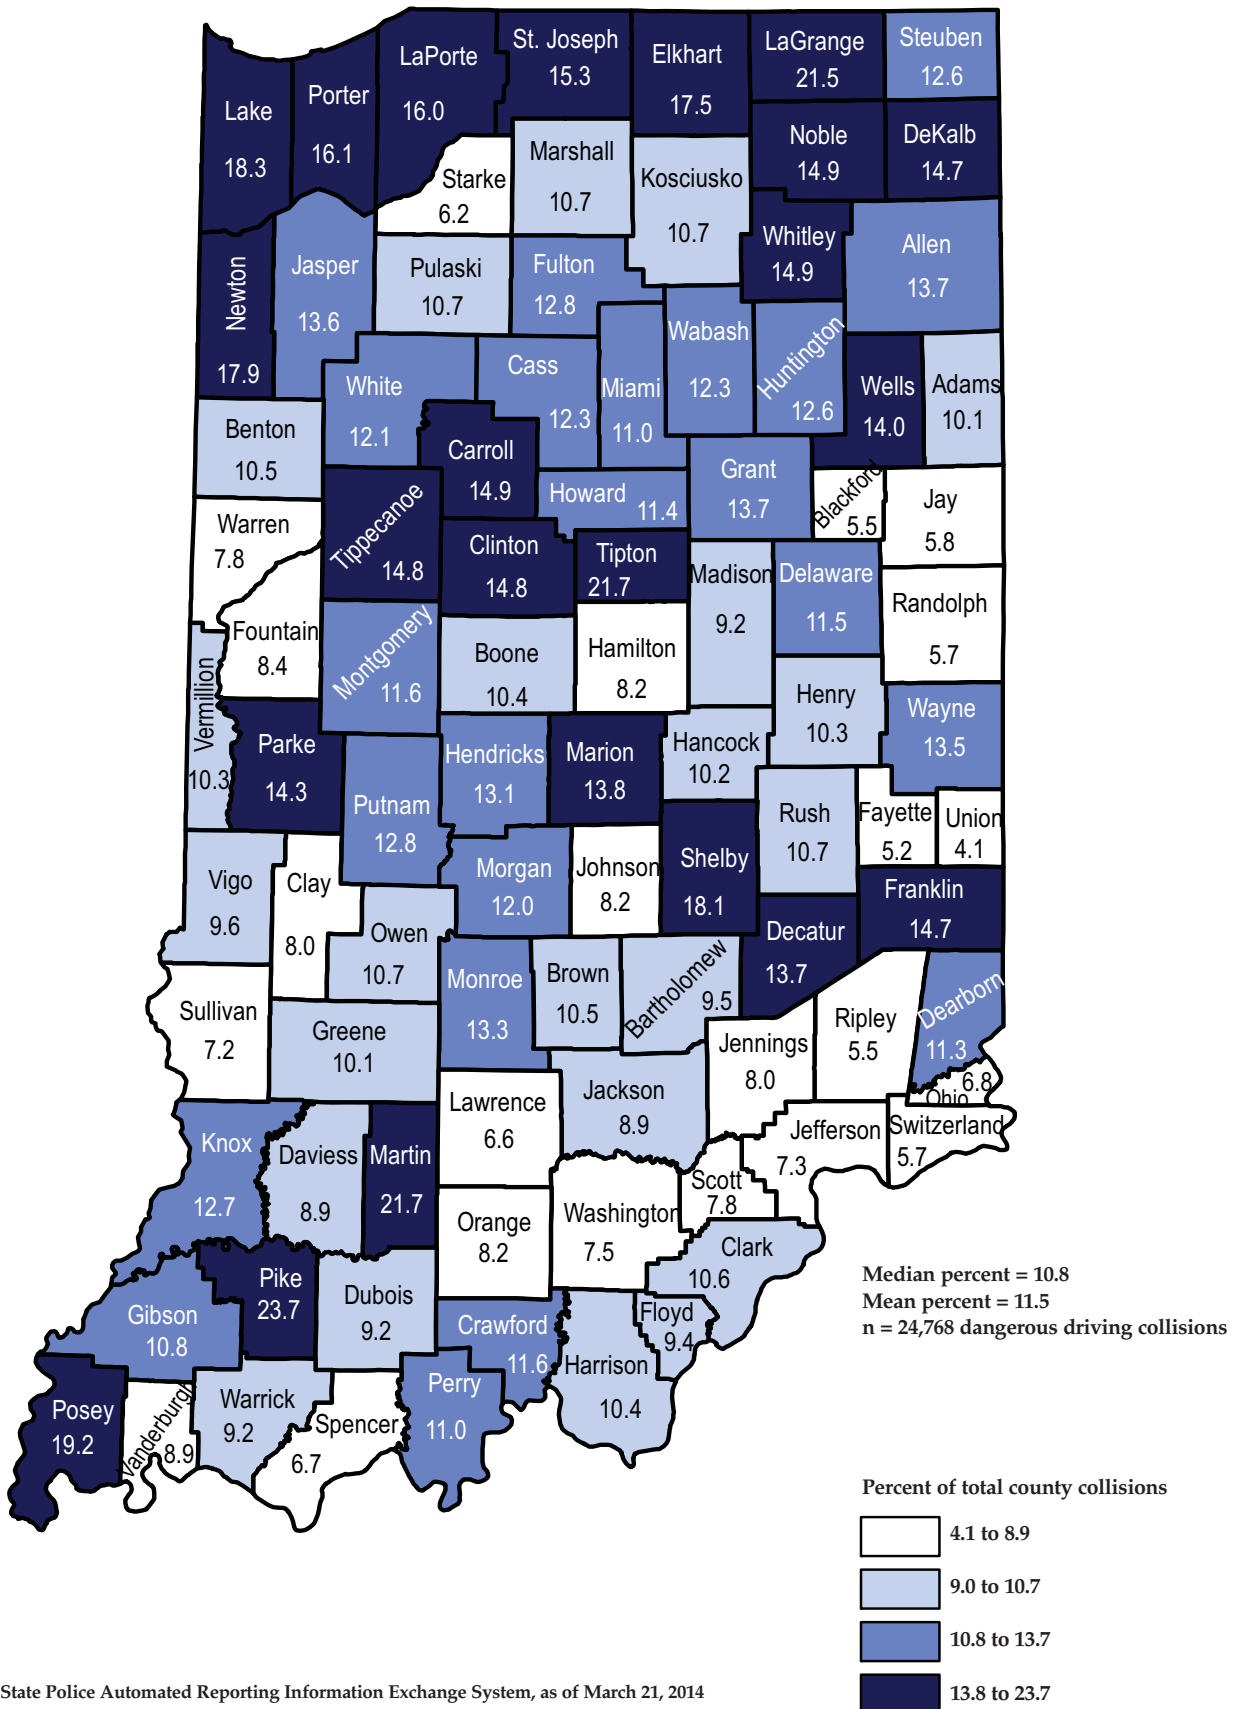 LaPorte
16.0
St. Joseph
15.3
Elkhart
17.5
LaGrange
21.5
Steuben
12.6
Lake
18.3
Porter
16.1
Noble
14.9
DeKalb
14.7
Starke
6.2
Marshall
10.7
Kosciusko
10.7
Whitley
14.9
Allen
13.7
Newton
17.9
Jasper
13.6
Pulaski
10.7
Fulton
12.8
Wabash
12.3
Huntington
12.6
White
12.1
Cass
12.3
Miami
11.0
Wells
14.0
Adams
10.1
Benton
10.5
Carroll
14.9
Grant
13.7
Blackford
5.5
Jay
5.8
Warren
7.8
Tippecanoe
14.8
Howard
11.4
Clinton
14.8
Tipton
21.7
Madison
9.2
Delaware
11.5
Randolph
5.7
Fountain
8.4
Montgomery
11.6
Boone
10.4
Hamilton
8.2
Vermillion
10.3
Parke
14.3
Henry
10.3
Wayne
13.5
Hendricks
13.1
Marion
13.8
Hancock
10.2
Putnam
12.8
Rush
10.7
Fayette
5.2
Union
4.1
Vigo
9.6
Clay
8.0
Morgan
12.0
Johnson
8.2
Shelby
18.1
Franklin
14.7
Owen
10.7
Decatur
13.7
Monroe
13.3
Brown
10.5
Bartholomew
9.5
Sullivan
7.2
Greene
10.1
Jennings
8.0
Ripley
5.5
Dearborn
11.3
6.8
Ohio
Lawrence
6.6
Jackson
8.9
Jefferson
7.3
Switzerland
5.7
Knox
12.7
Daviess
8.9
Martin
21.7
Scott
7.8
Orange
8.2
Washington
7.5
Clark
10.6
Pike
23.7
Dubois
9.2
Gibson
10.8
Crawford
11.6
Floyd
9.4
Harrison
10.4
Posey
19.2
Vanderburgh
8.9
Warrick
9.2
Spencer
6.7
Perry
11.0
Median percent = 10.8
Mean percent = 11.5
n = 24,768 dangerous driving collisions
Percent of total county collisions
4.1 to 8.9
9.0 to 10.7
10.8 to 13.7
13.8 to 23.7
State Police Automated Reporting Information Exchange System, as of March 21, 2014